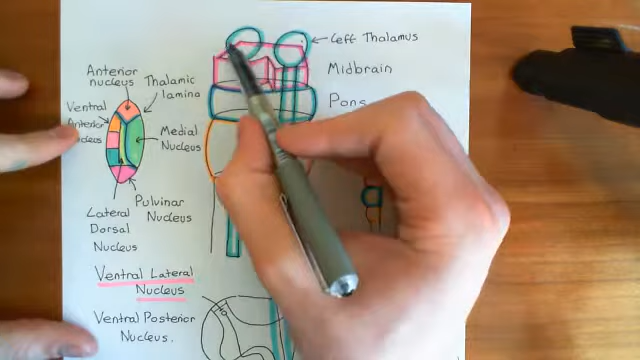 Left Thalamus
Midbrain
Pons
Anterior
nucleus
Thalamic
lamina
Ventral
Anterior
Nucleus
Medial
Nucleus
Pulvinar
Nucleus
Lateral
Dorsal
Nucleus
Ventral Lateral
Nucleus
Ventral Posterior
Nucleus.